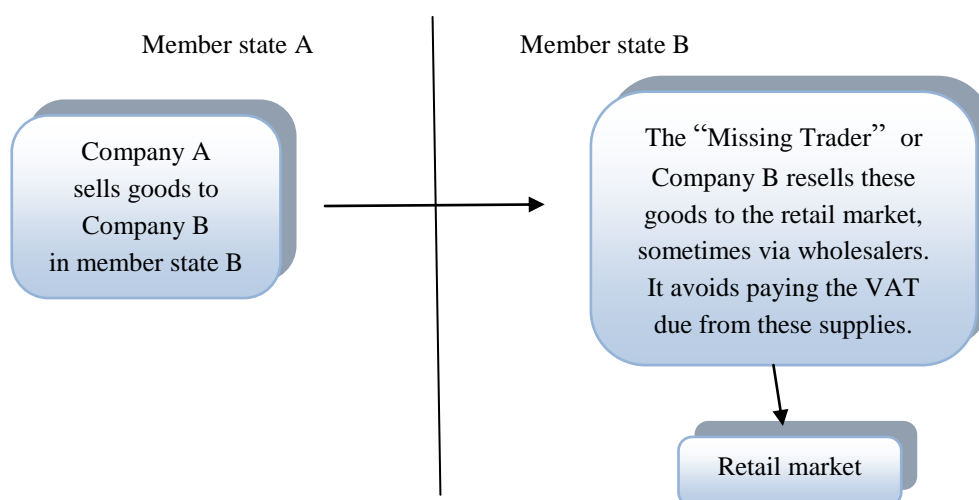 Member state A
Member state B
Company A
sells goods to
Company B
in member state B
The “Missing Trader” or
Company B resells these
goods to the retail market,
sometimes via wholesalers.
It avoids paying the VAT
due from these supplies.
Retail market